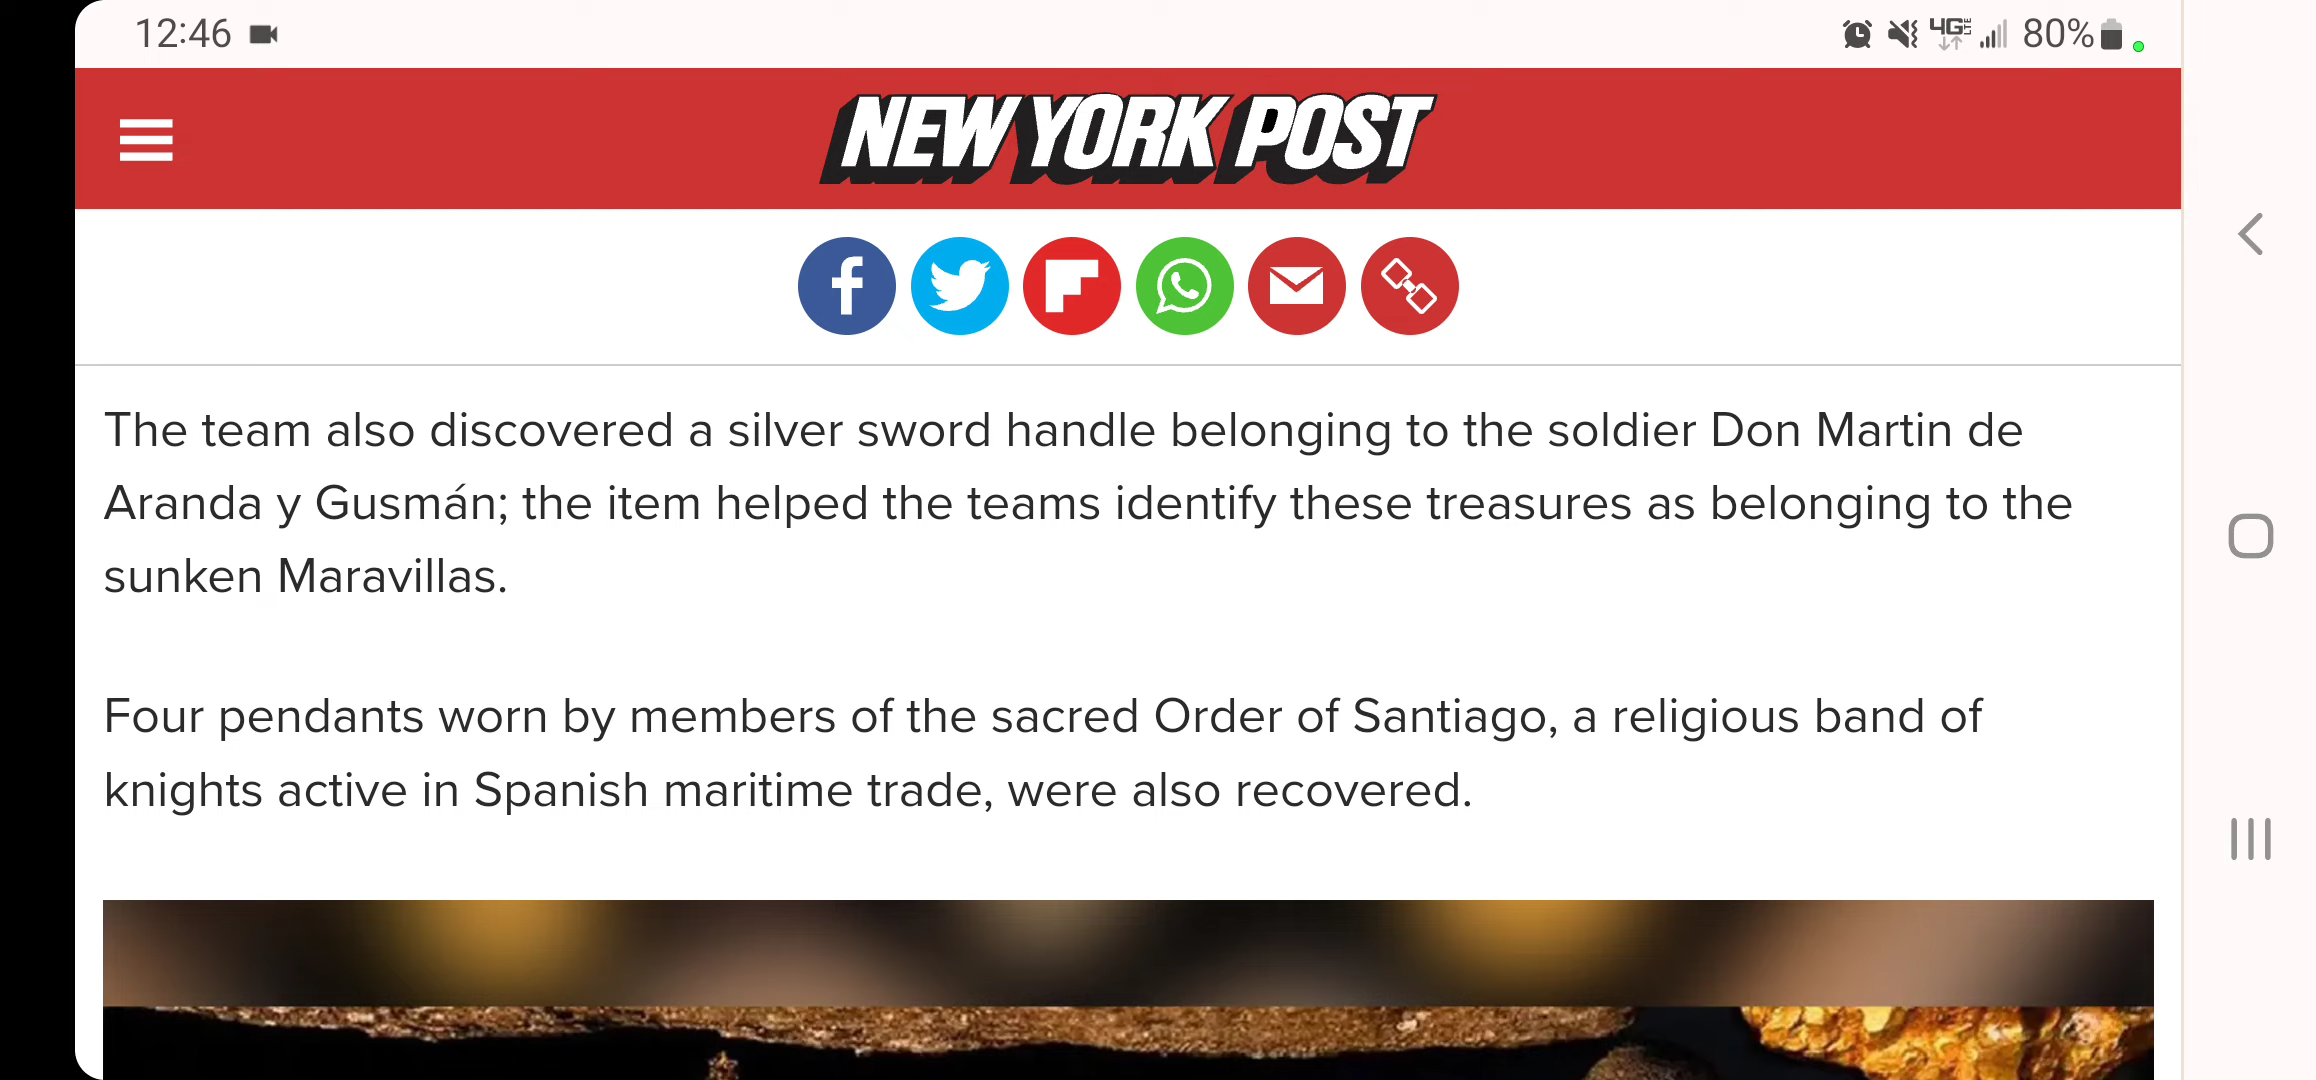 12:46 4G LTE 80%
NEW YORK POST
The team also discovered a silver sword handle belonging to the soldier Don Martin de
Aranda y Gusmán; the item helped the teams identify these treasures as belonging to the
sunken Maravillas.
Four pendants worn by members of the sacred Order of Santiago, a religious band of
knights active in Spanish maritime trade, were also recovered.